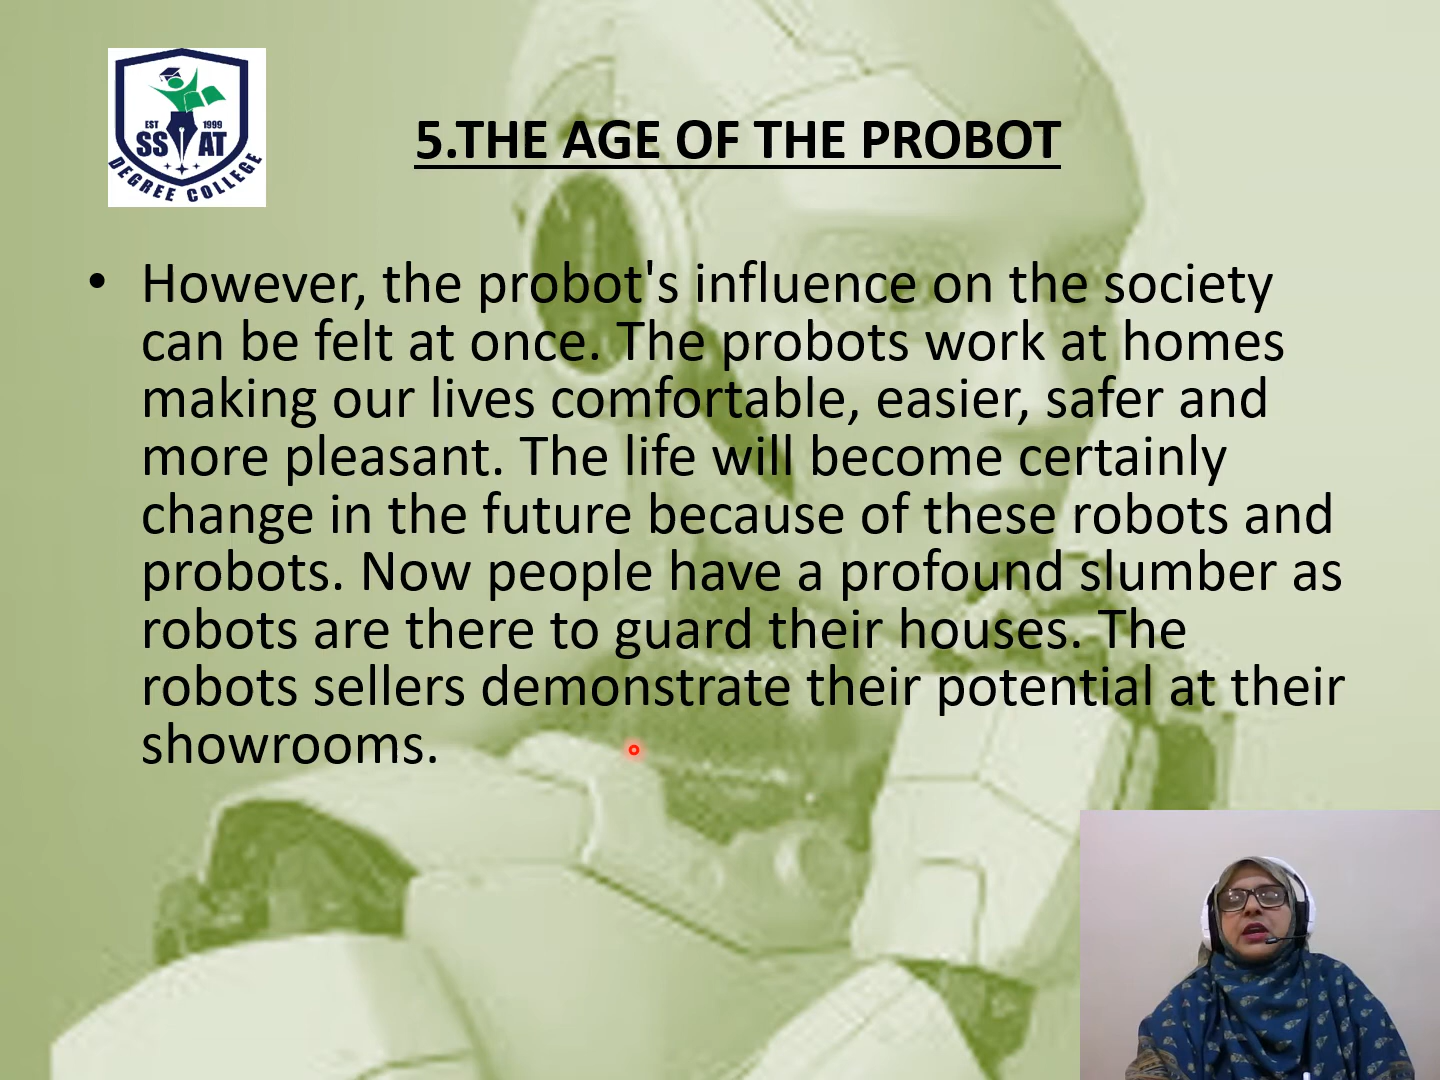 EST 1999
SS AT
DEGREE COLLEGE
5.THE AGE OF THE PROBOT
• However, the probot's influence on the society
can be felt at once. The probots work at homes
making our lives comfortable, easier, safer and
more pleasant. The life will become certainly
change in the future because of these robots and
probots. Now people have a profound slumber as
robots are there to guard their houses. The
robots sellers demonstrate their potential at their
showrooms.